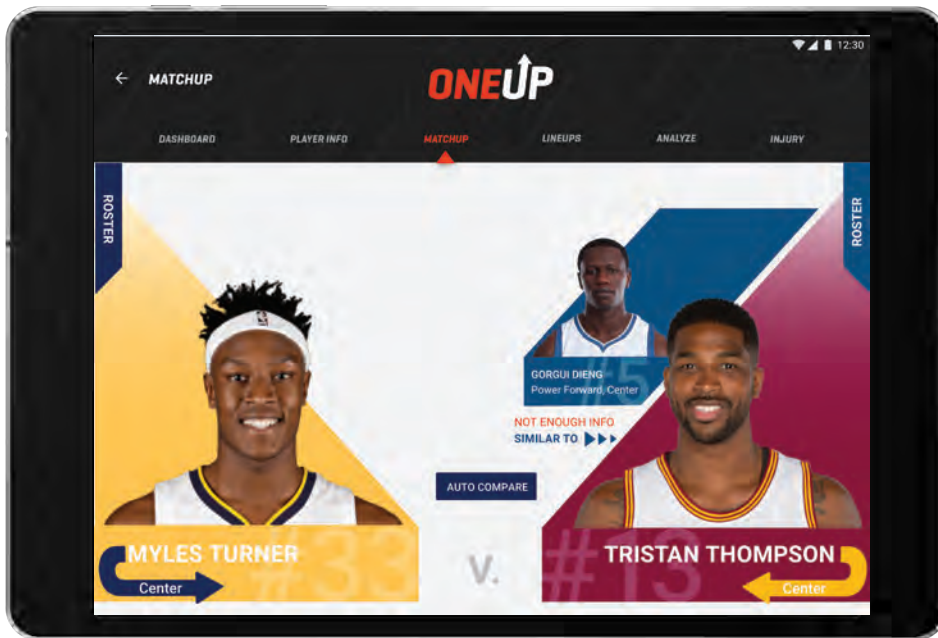 12:30
MATCHUP
ONEUP
DASHBOARD
PLAYER INFO
MATCHUP
LINEUPS
ANALYZE
INJURY
ROSTER
ROSTER
#5
GORGUI DIENG
Power Forward, Center
NOT ENOUGH INFO
SIMILAR TO
AUTO COMPARE
#33
MYLES TURNER
Center
V.
#13
TRISTAN THOMPSON
Center